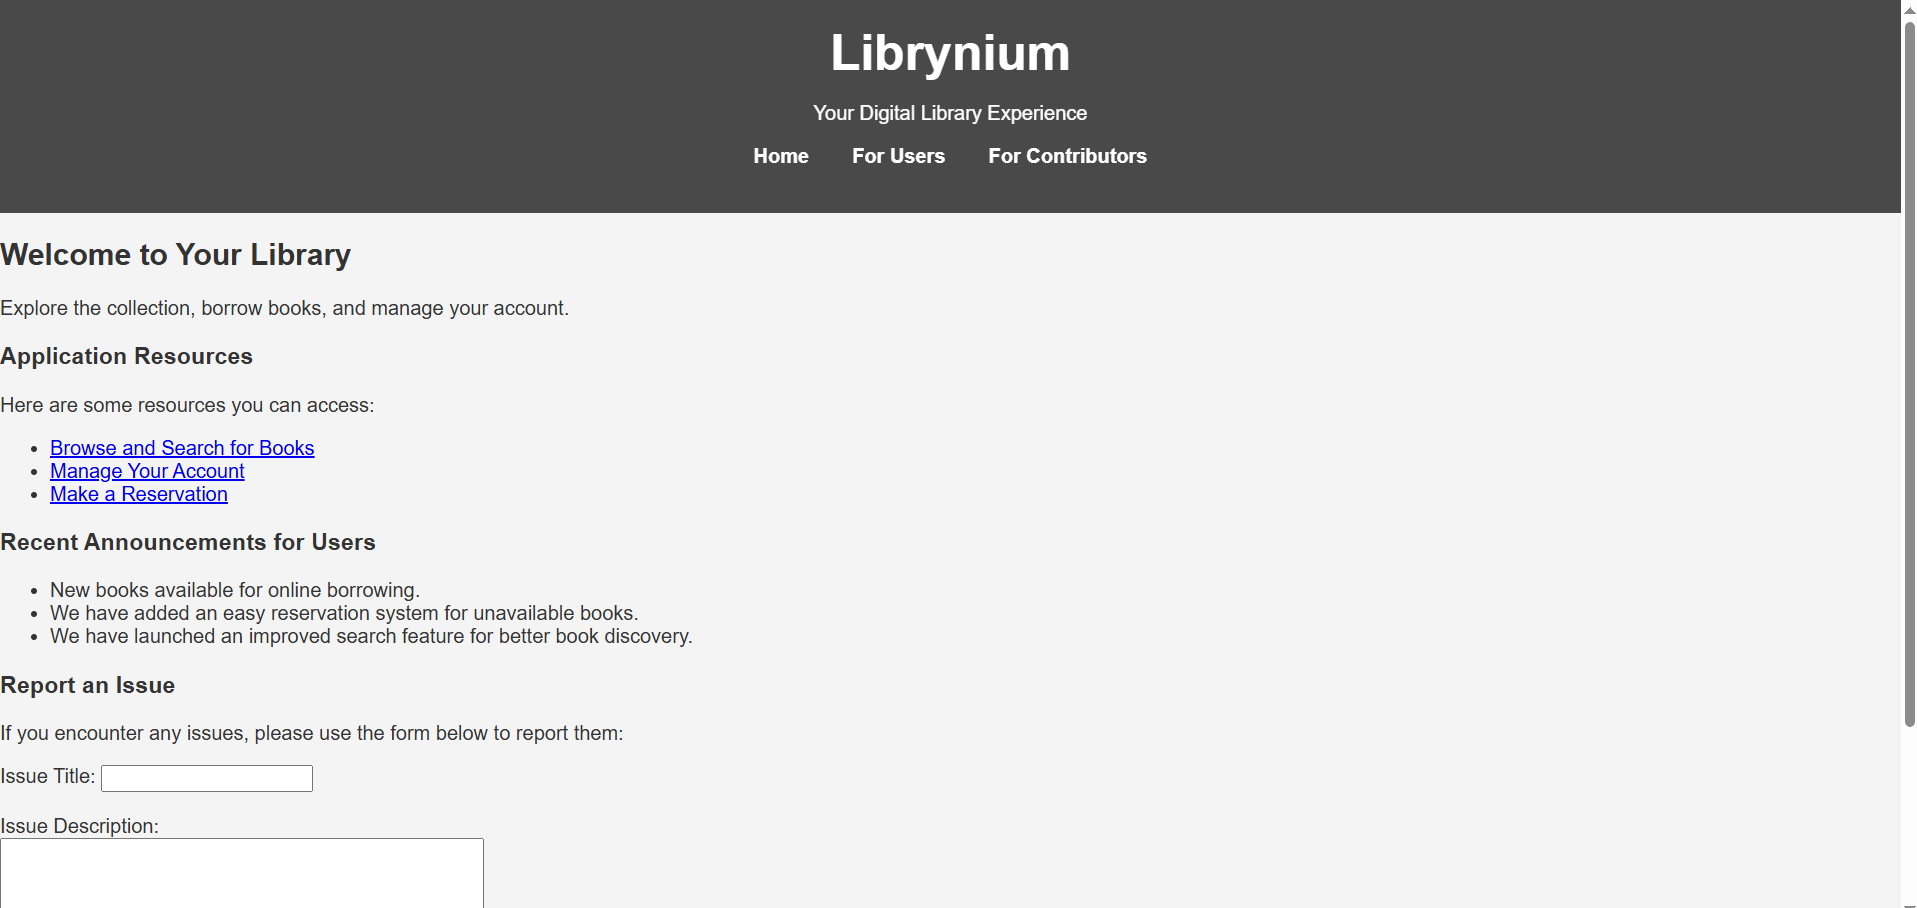 Librynium
Your Digital Library Experience
Home For Users For Contributors
Welcome to Your Library
Explore the collection, borrow books, and manage your account.
Application Resources
Here are some resources you can access:
Browse and Search for Books
Manage Your Account
Make a Reservation
Recent Announcements for Users
New books available for online borrowing.
We have added an easy reservation system for unavailable books.
We have launched an improved search feature for better book discovery.
Report an Issue
If you encounter any issues, please use the form below to report them:
Issue Title:
Issue Description: